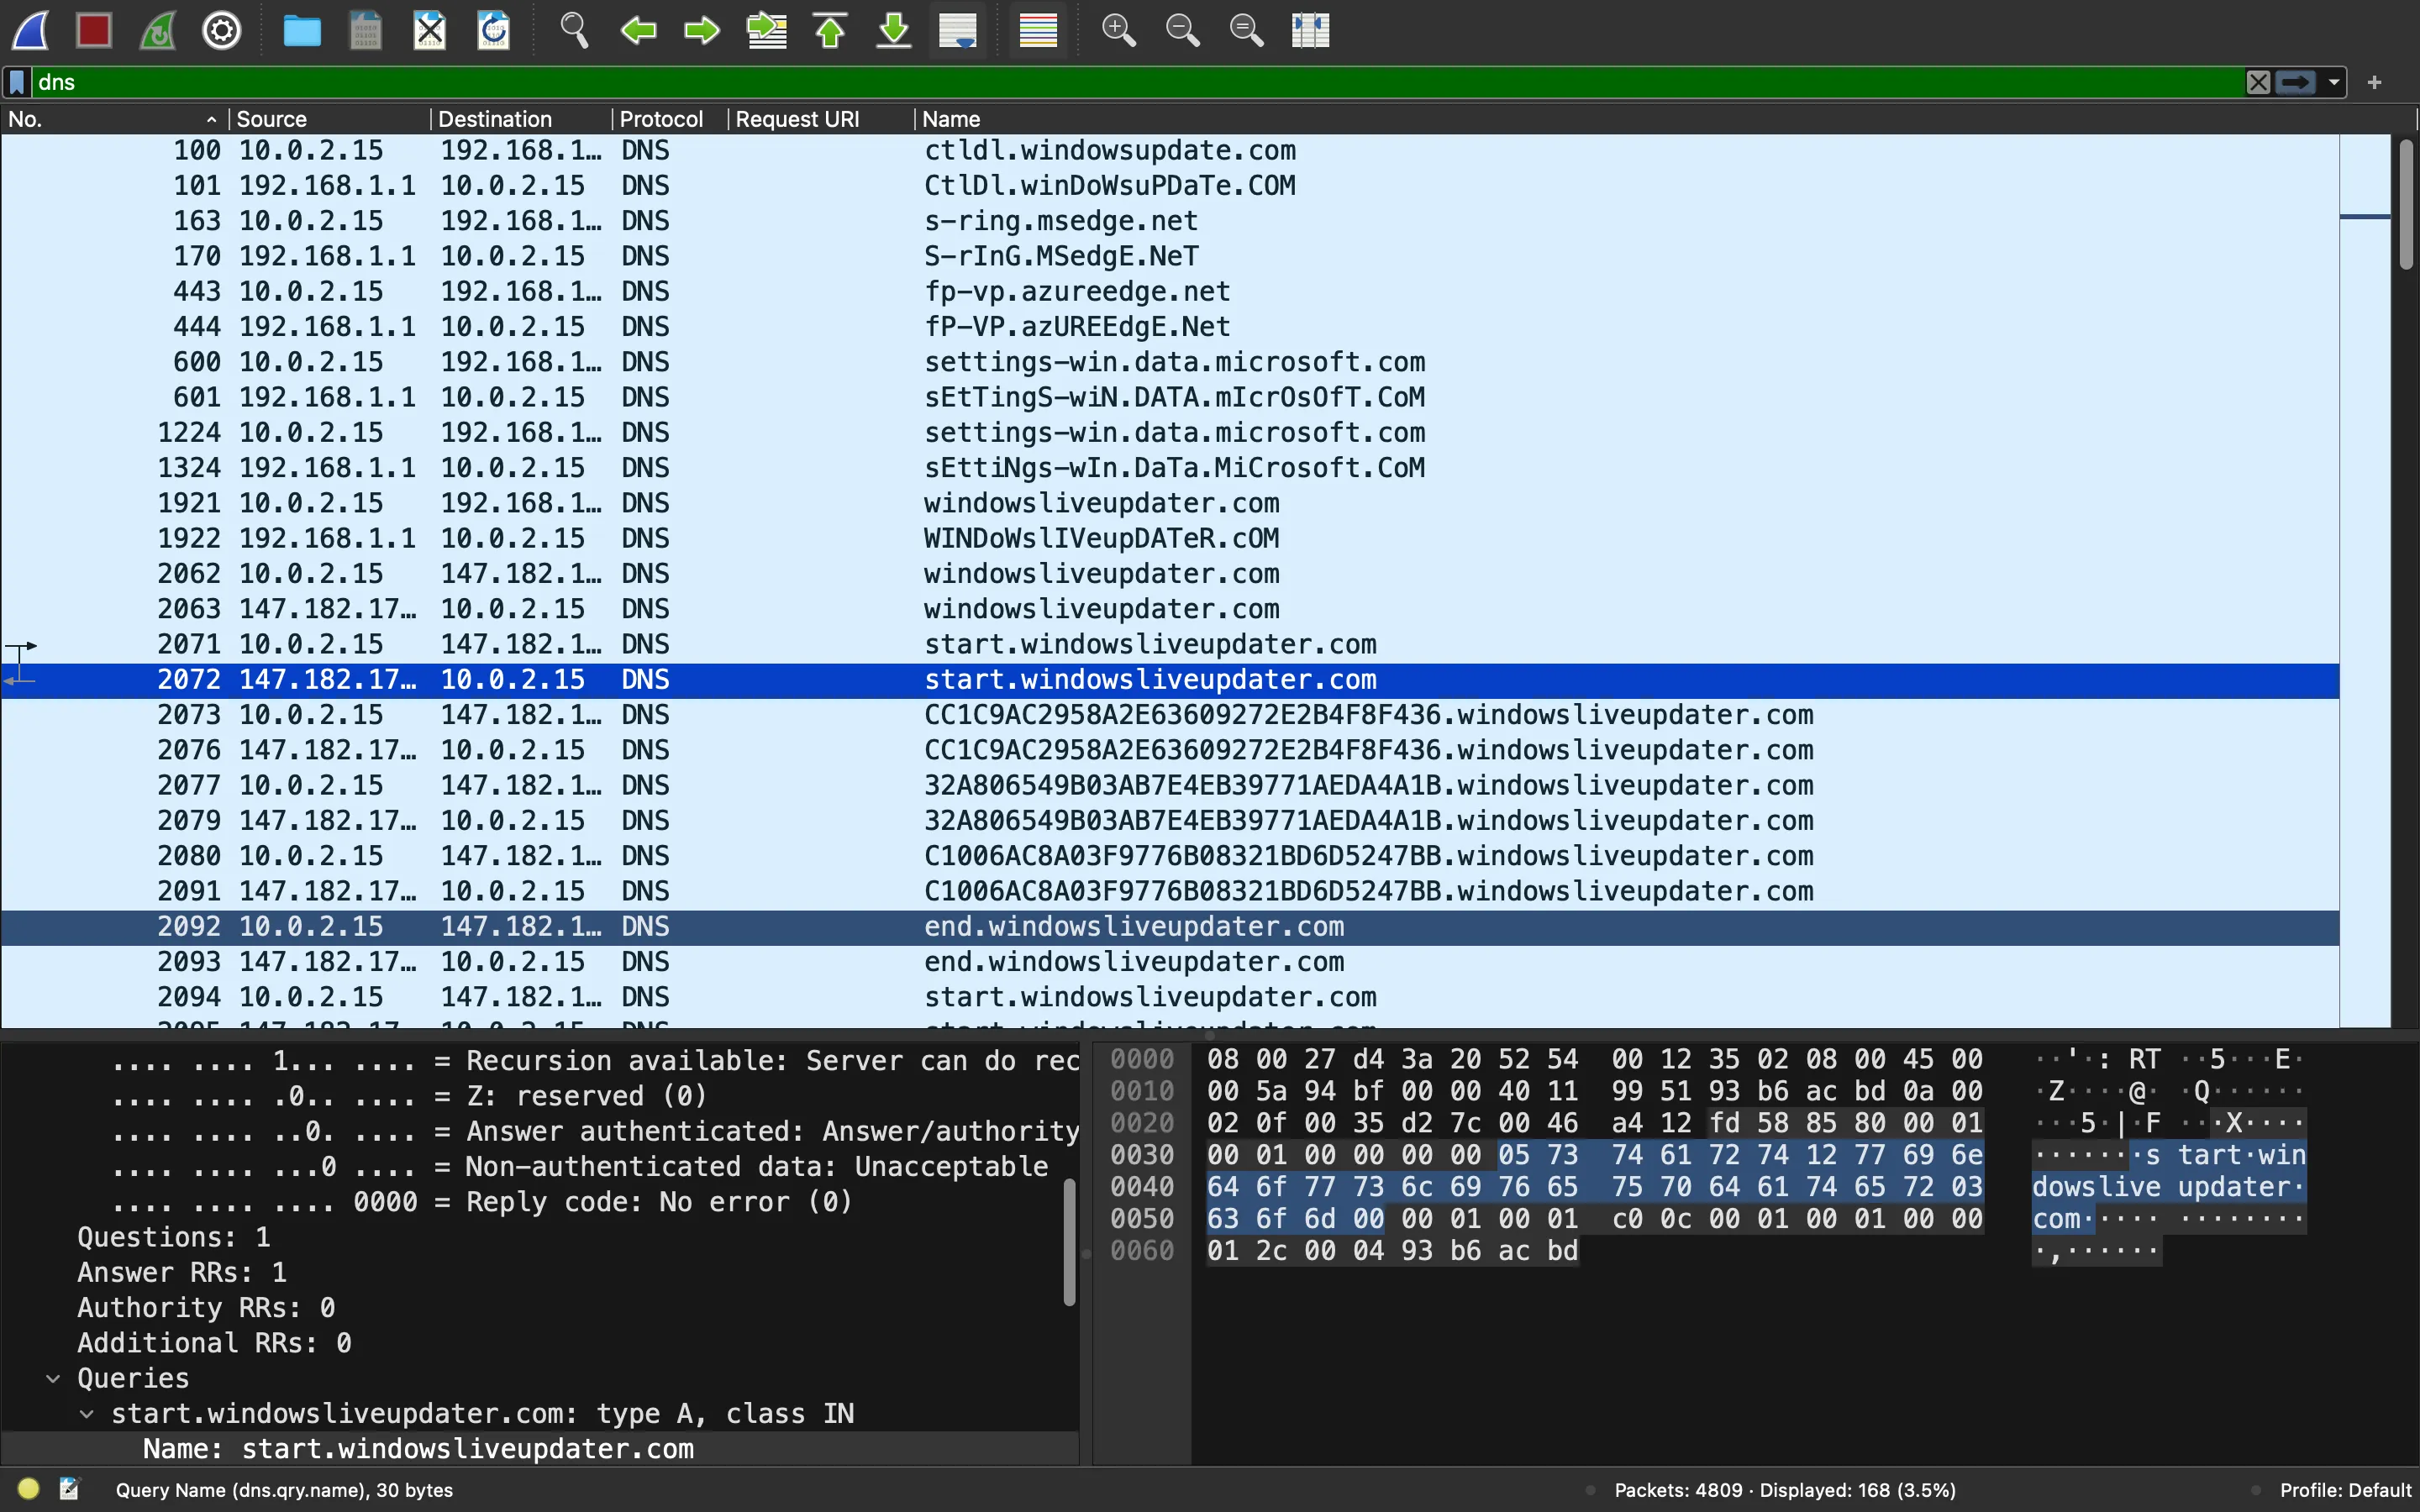 dns
No. Source Destination Protocol Request URI Name
100 10.0.2.15 192.168.1… DNS ctldl.windowsupdate.com
101 192.168.1.1 10.0.2.15 DNS CtlDl.winDoWsuPDaTe.COM
163 10.0.2.15 192.168.1… DNS s-ring.msedge.net
170 192.168.1.1 10.0.2.15 DNS S-rInG.MSedgE.NeT
443 10.0.2.15 192.168.1… DNS fp-vp.azureedge.net
444 192.168.1.1 10.0.2.15 DNS fP-VP.azUREEdgE.Net
600 10.0.2.15 192.168.1… DNS settings-win.data.microsoft.com
601 192.168.1.1 10.0.2.15 DNS sEtTingS-wiN.DATA.mIcrOsOfT.CoM
1224 10.0.2.15 192.168.1… DNS settings-win.data.microsoft.com
1324 192.168.1.1 10.0.2.15 DNS sEttiNgs-wIn.DaTa.MiCrosoft.CoM
1921 10.0.2.15 192.168.1… DNS windowsliveupdater.com
1922 192.168.1.1 10.0.2.15 DNS WINDoWslIVeupDATeR.cOM
2062 10.0.2.15 147.182.1… DNS windowsliveupdater.com
2063 147.182.17… 10.0.2.15 DNS windowsliveupdater.com
2071 10.0.2.15 147.182.1… DNS start.windowsliveupdater.com
2072 147.182.17… 10.0.2.15 DNS start.windowsliveupdater.com
2073 10.0.2.15 147.182.1… DNS CC1C9AC2958A2E63609272E2B4F8F436.windowsliveupdater.com
2076 147.182.17… 10.0.2.15 DNS CC1C9AC2958A2E63609272E2B4F8F436.windowsliveupdater.com
2077 10.0.2.15 147.182.1… DNS 32A806549B03AB7E4EB39771AEDA4A1B.windowsliveupdater.com
2079 147.182.17… 10.0.2.15 DNS 32A806549B03AB7E4EB39771AEDA4A1B.windowsliveupdater.com
2080 10.0.2.15 147.182.1… DNS C1006AC8A03F9776B08321BD6D5247BB.windowsliveupdater.com
2091 147.182.17… 10.0.2.15 DNS C1006AC8A03F9776B08321BD6D5247BB.windowsliveupdater.com
2092 10.0.2.15 147.182.1… DNS end.windowsliveupdater.com
2093 147.182.17… 10.0.2.15 DNS end.windowsliveupdater.com
2094 10.0.2.15 147.182.1… DNS start.windowsliveupdater.com
2095 147.182.17… 10.0.2.15 DNS start.windowsliveupdater.com
.... .... 1... .... = Recursion available: Server can do rec
.... .... .0.. .... = Z: reserved (0)
.... .... ..0. .... = Answer authenticated: Answer/authority
.... .... ...0 .... = Non-authenticated data: Unacceptable
.... .... .... 0000 = Reply code: No error (0)
Questions: 1
Answer RRs: 1
Authority RRs: 0
Additional RRs: 0
Queries
start.windowsliveupdater.com: type A, class IN
Name: start.windowsliveupdater.com
0000 08 00 27 d4 3a 20 52 54 00 12 35 02 08 00 45 00 ··'·: RT ··5···E·
0010 00 5a 94 bf 00 00 40 11 99 51 93 b6 ac bd 0a 00 ·Z····@· ·Q······
0020 02 0f 00 35 d2 7c 00 46 a4 12 fd 58 85 80 00 01 ···5·|·F ···X····
0030 00 01 00 00 00 00 05 73 74 61 72 74 12 77 69 6e ·······s tart·win
0040 64 6f 77 73 6c 69 76 65 75 70 64 61 74 65 72 03 dowslive updater·
0050 63 6f 6d 00 00 01 00 01 c0 0c 00 01 00 01 00 00 com····· ········
0060 01 2c 00 04 93 b6 ac bd ·,······
Query Name (dns.qry.name), 30 bytes
Packets: 4809 · Displayed: 168 (3.5%)
Profile: Default